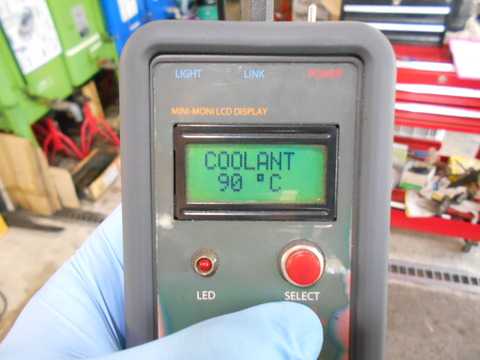 LIGHT LINK POWER
MINI-MONI LCD DISPLAY
COOLANT
90 °C
LED SELECT